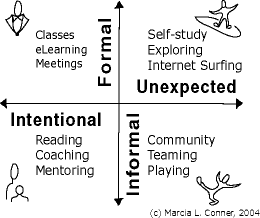 Classes
eLearning
Meetings
Formal
Self-study
Exploring
Internet Surfing
Unexpected
Intentional
Reading
Coaching
Mentoring
Informal
Community
Teaming
Playing
(c) Marcia L. Conner, 2004